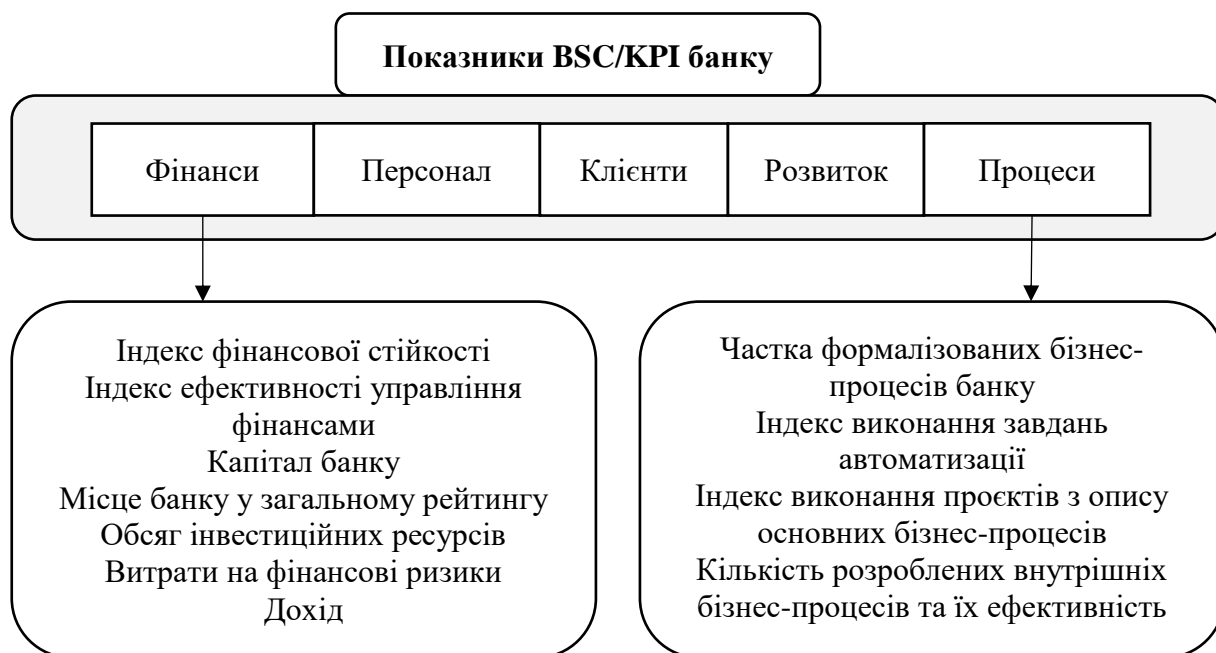 Показники BSC/KPI банку
Фінанси
Персонал
Клієнти
Розвиток
Процеси
Індекс фінансової стійкості
Індекс ефективності управління
фінансами
Капітал банку
Місце банку у загальному рейтингу
Обсяг інвестиційних ресурсів
Витрати на фінансові ризики
Дохід
Частка формалізованих бізнес-
процесів банку
Індекс виконання завдань
автоматизації
Індекс виконання проєктів з опису
основних бізнес-процесів
Кількість розроблених внутрішніх
бізнес-процесів та їх ефективність